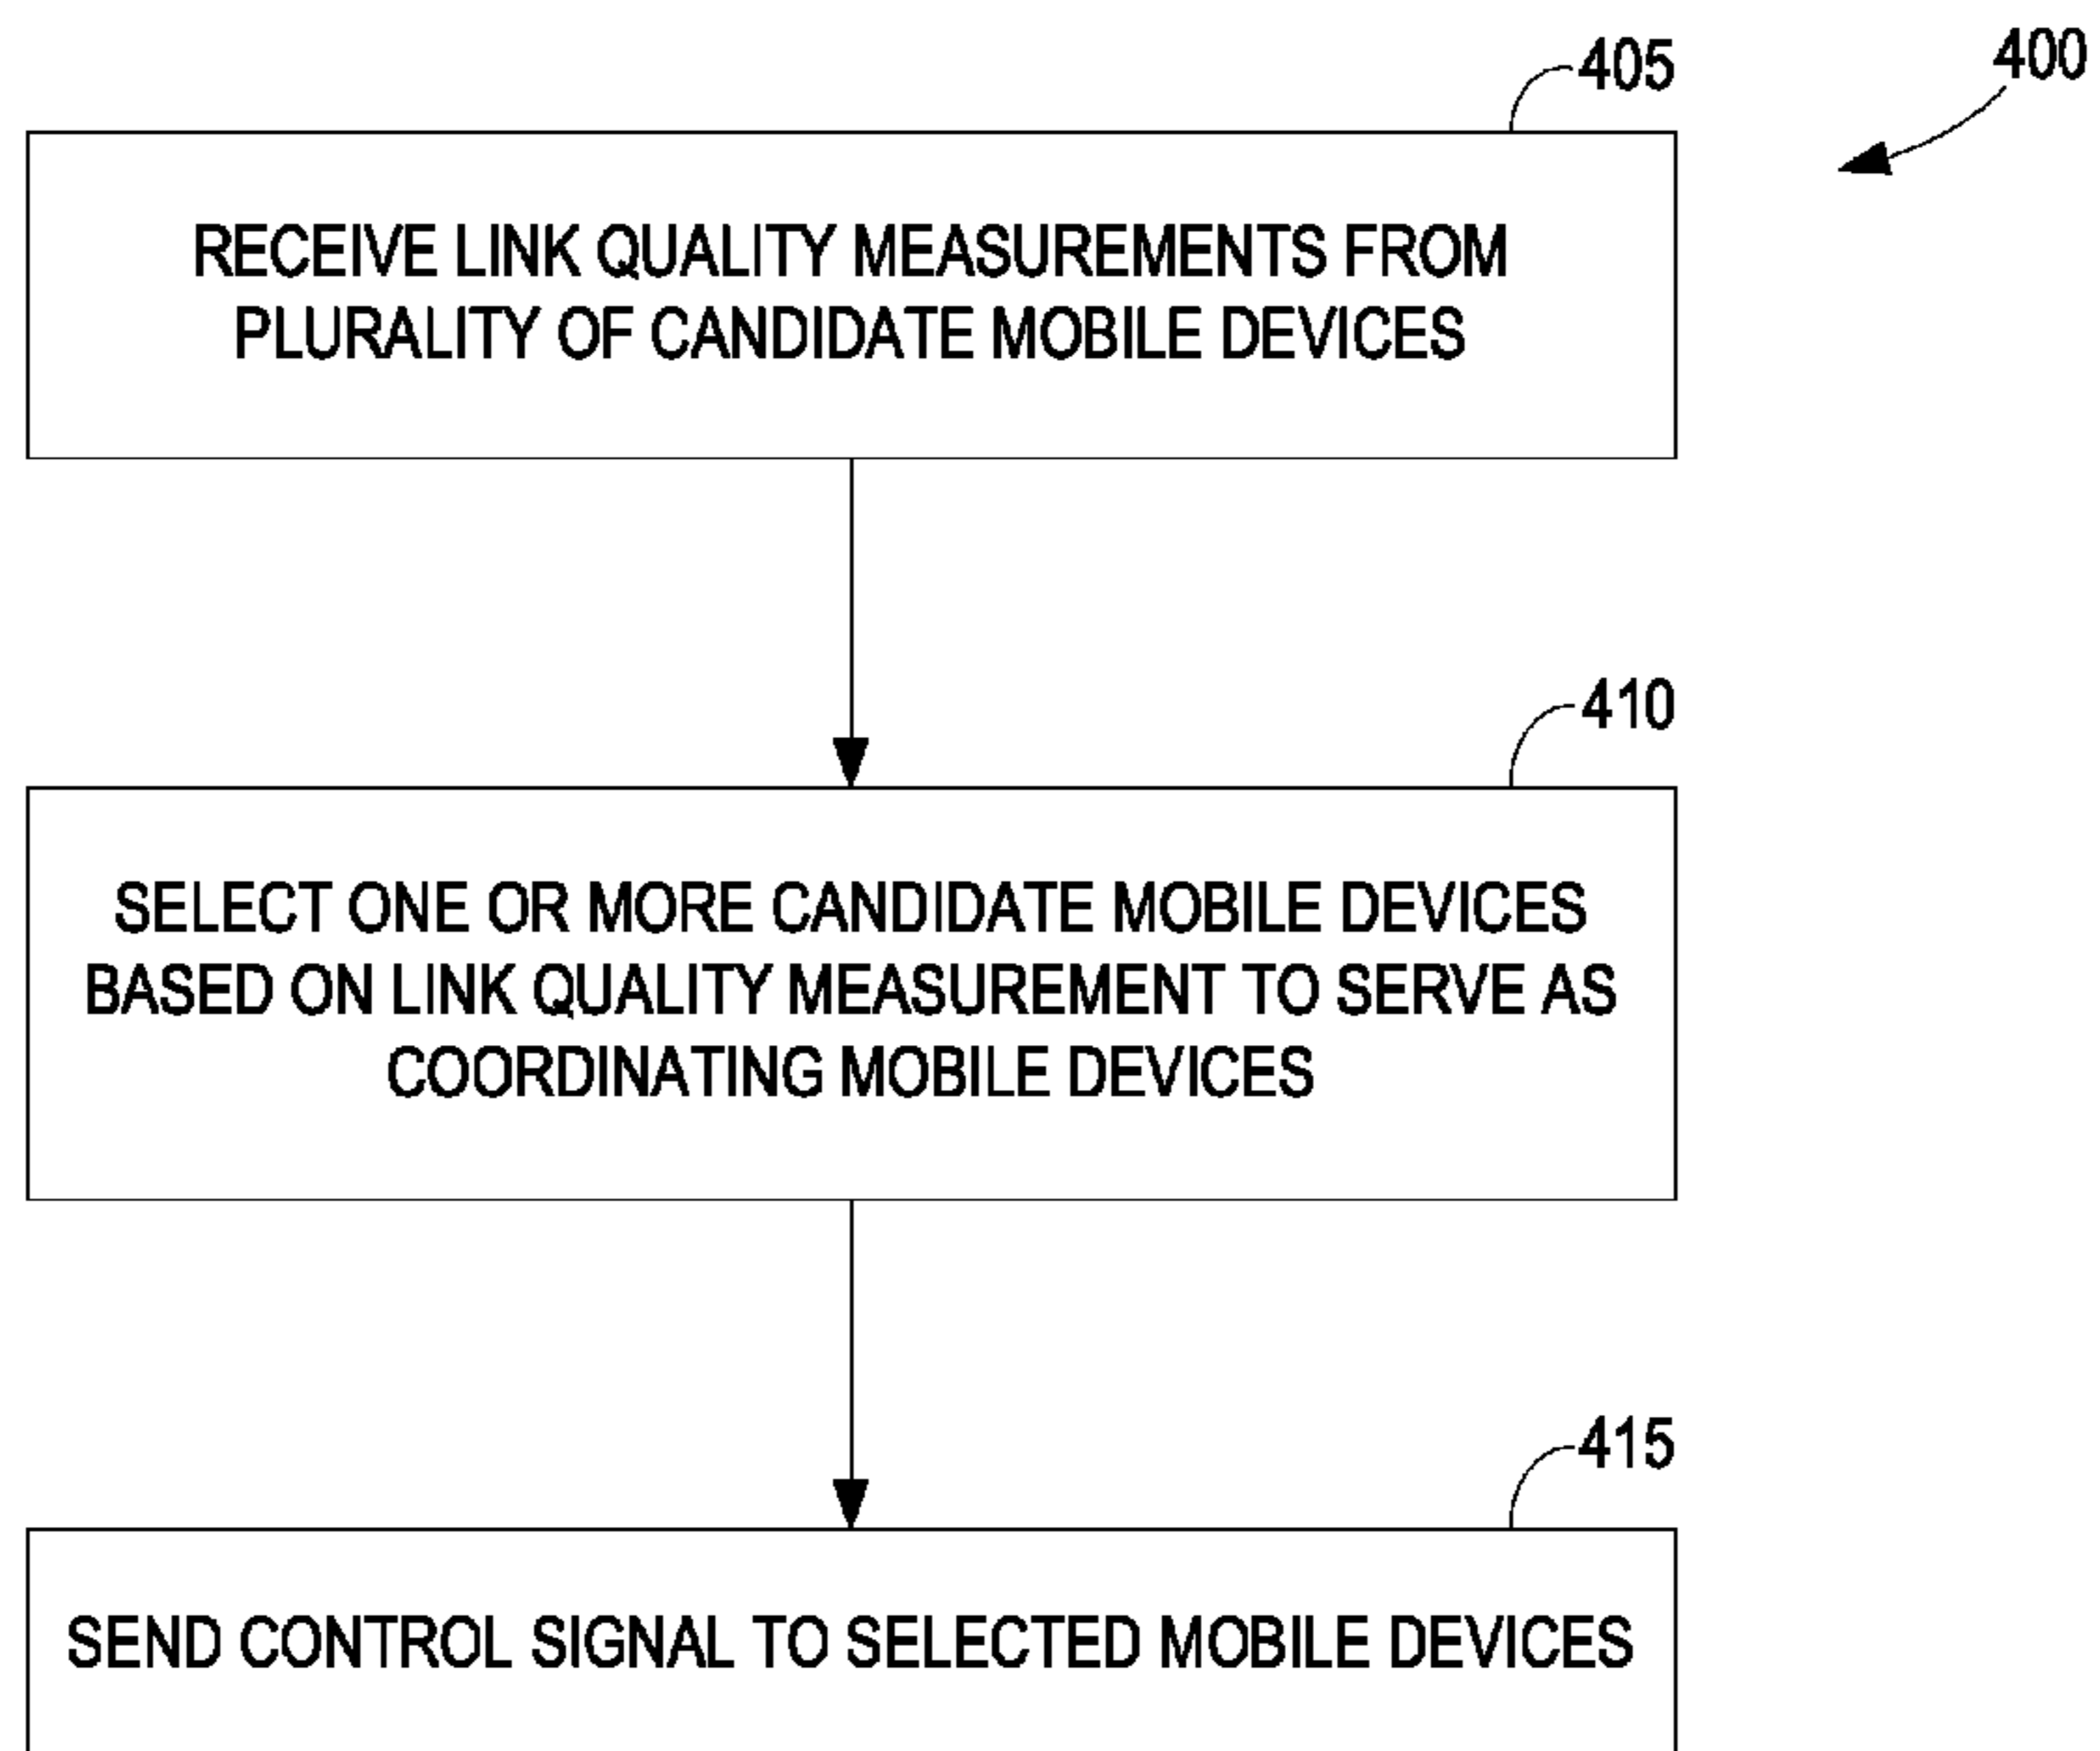 405
400
RECEIVE LINK QUALITY MEASUREMENTS FROM
PLURALITY OF CANDIDATE MOBILE DEVICES
410
SELECT ONE OR MORE CANDIDATE MOBILE DEVICES
BASED ON LINK QUALITY MEASUREMENT TO SERVE AS
COORDINATING MOBILE DEVICES
415
SEND CONTROL SIGNAL TO SELECTED MOBILE DEVICES